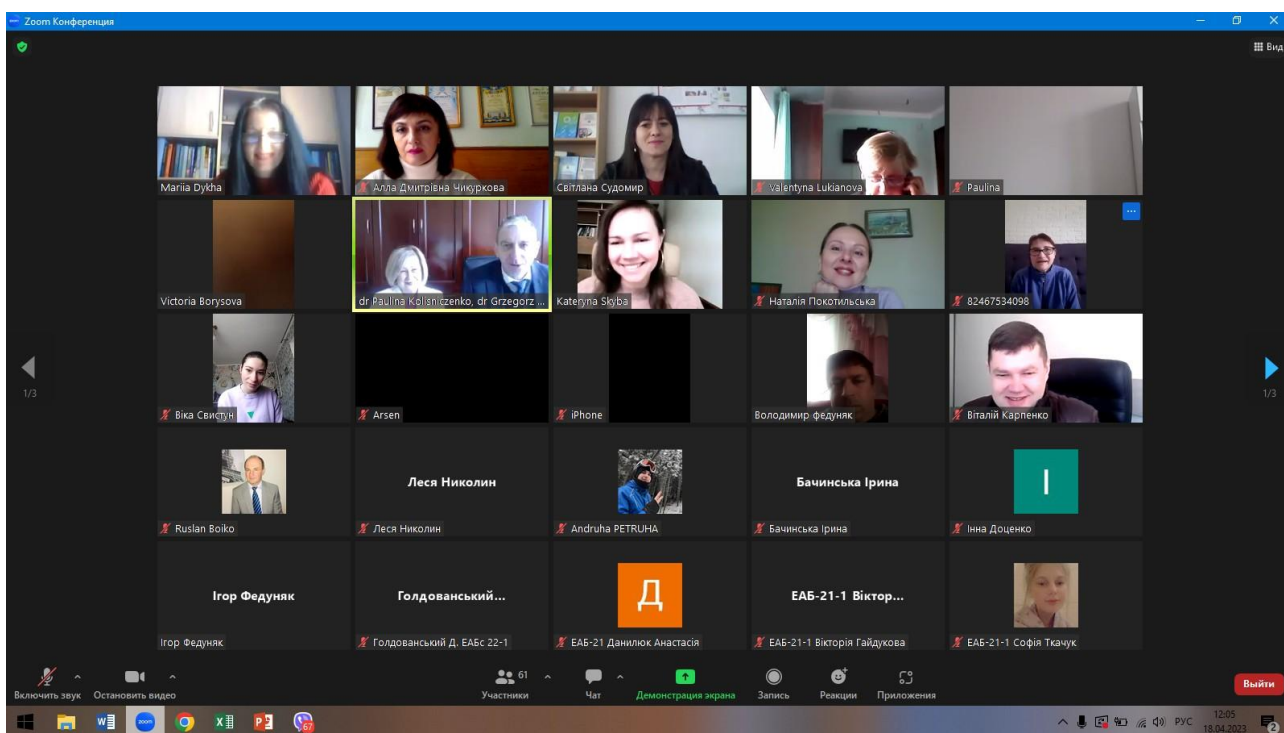 Zoom Конференция
Вид
Mariia Dykha
Алла Дмитрівна Чикуркова
Світлана Судомир
Valentyna Lukianova
Paulina
Victoria Borysova
dr Paulina Kolisniczenko, dr Grzegorz ...
Kateryna Skyba
Наталія Покотильська
82467534098
1/3
1/3
Віка Свистун
Arsen
iPhone
Володимир федуняк
Віталій Карпенко
Ruslan Boiko
Леся Николин
Леся Николин
Andruha PETRUHA
Бачинська Ірина
Бачинська Ірина
І
Інна Доценко
Ігор Федуняк
Ігор Федуняк
Голдованський...
Голдованський Д. ЕАБс 22-1
Д
ЕАБ-21 Данилюк Анастасія
ЕАБ-21-1 Віктор...
ЕАБ-21-1 Вікторія Гайдукова
ЕАБ-21-1 Софія Ткачук
Включить звук
Остановить видео
61
Участники
Чат
Демонстрация экрана
Запись
Реакции
Приложения
Выйти
zoom
67
РУС
12:05
18.04.2023
2